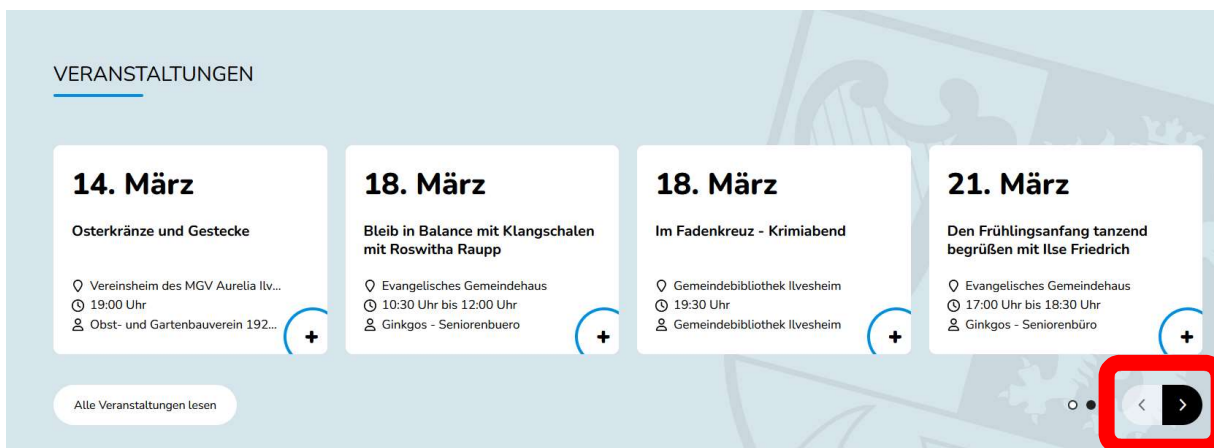 VERANSTALTUNGEN
14. März
Osterkränze und Gestecke
Vereinsheim des MGV Aurelia Ilv...
19:00 Uhr
Obst- und Gartenbauverein 192...
18. März
Bleib in Balance mit Klangschalen
mit Roswitha Raupp
Evangelisches Gemeindehaus
10:30 Uhr bis 12:00 Uhr
Ginkgos - Seniorenbuero
18. März
Im Fadenkreuz - Krimiabend
Gemeindebibliothek Ilvesheim
19:30 Uhr
Gemeindebibliothek Ilvesheim
21. März
Den Frühlingsanfang tanzend
begrüßen mit Ilse Friedrich
Evangelisches Gemeindehaus
17:00 Uhr bis 18:30 Uhr
Ginkgos - Seniorenbüro
Alle Veranstaltungen lesen